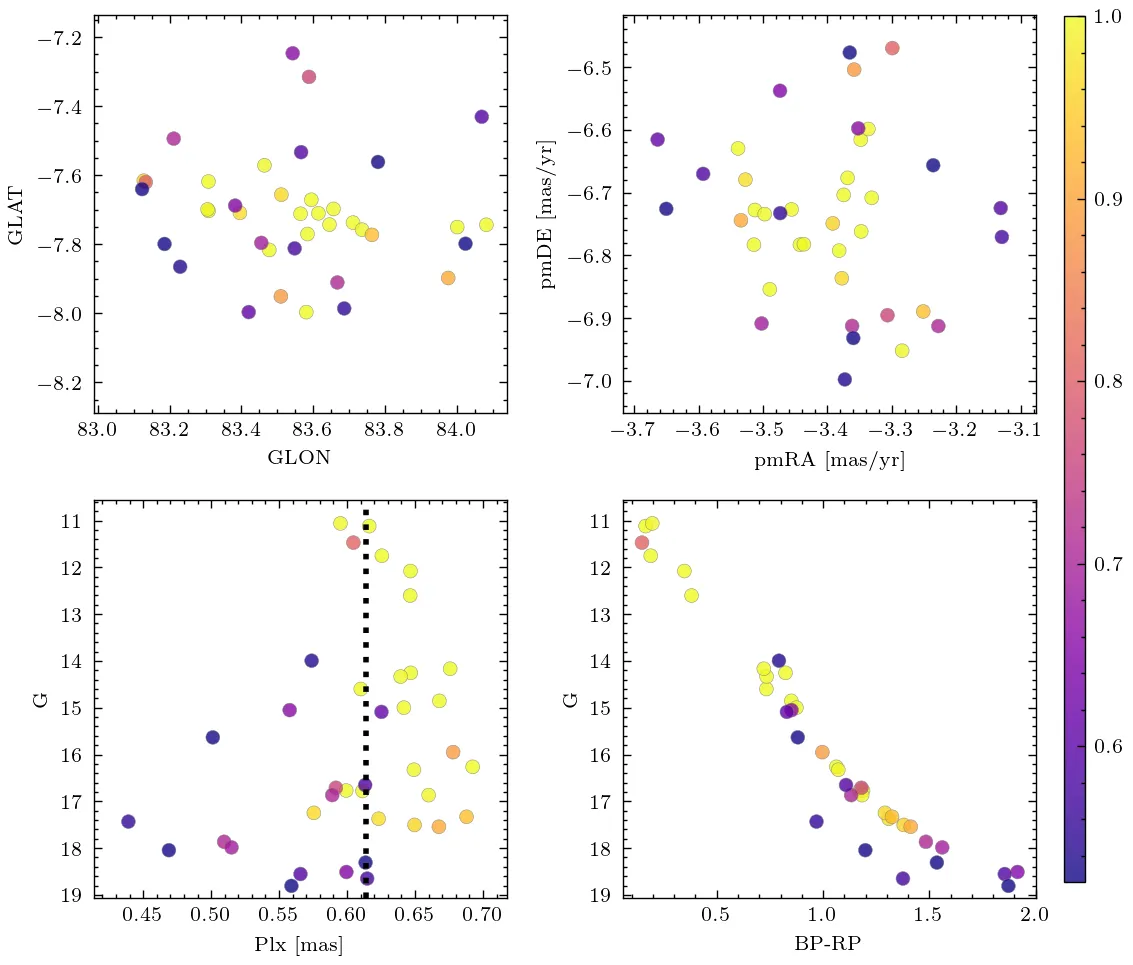 −7.2
−7.4
−7.6
−7.8
−8.0
−8.2
GLAT
83.0 83.2 83.4 83.6 83.8 84.0
GLON
−6.5
−6.6
−6.7
−6.8
−6.9
−7.0
pmDE [mas/yr]
−3.7 −3.6 −3.5 −3.4 −3.3 −3.2 −3.1
pmRA [mas/yr]
11
12
13
14
15
16
17
18
19
G
0.45 0.50 0.55 0.60 0.65 0.70
Plx [mas]
11
12
13
14
15
16
17
18
19
G
0.5 1.0 1.5 2.0
BP-RP
1.0
0.9
0.8
0.7
0.6